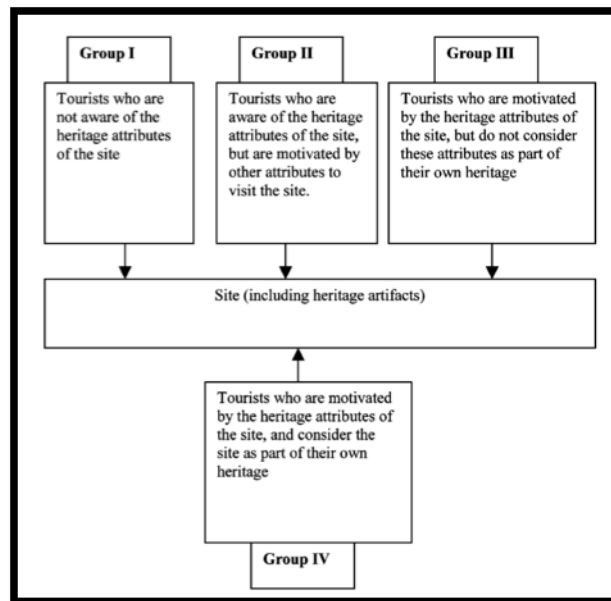 Group I
Tourists who are
not aware of the
heritage attributes
of the site
Group II
Tourists who are
aware of the heritage
attributes of the site,
but are motivated by
other attributes to
visit the site.
Group III
Tourists who are motivated
by the heritage attributes of
the site, but do not consider
these attributes as part of
their own heritage
Site (including heritage artifacts)
Tourists who are motivated
by the heritage attributes of
the site, and consider the
site as part of their own
heritage
Group IV